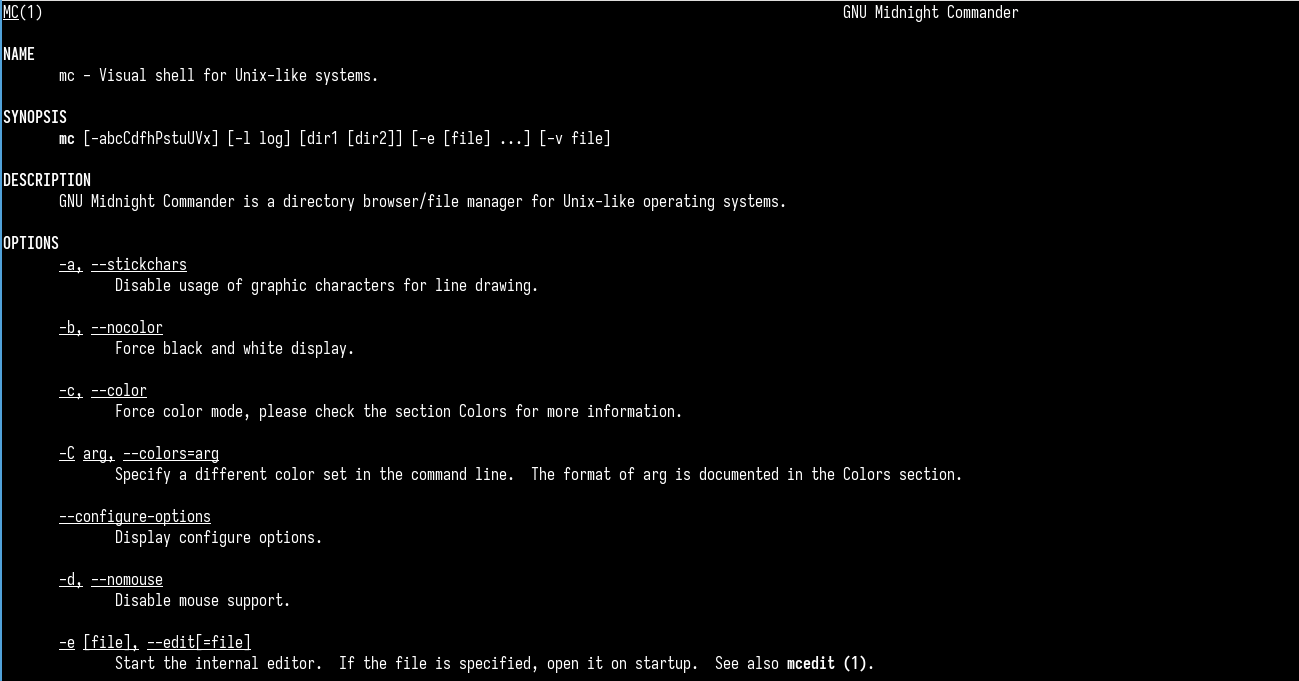 MC(1) GNU Midnight Commander
NAME
mc - Visual shell for Unix-like systems.
SYNOPSIS
mc [-abcCdfhPstuUVx] [-l log] [dir1 [dir2]] [-e [file] ...] [-v file]
DESCRIPTION
GNU Midnight Commander is a directory browser/file manager for Unix-like operating systems.
OPTIONS
-a, --stickchars
Disable usage of graphic characters for line drawing.
-b, --nocolor
Force black and white display.
-c, --color
Force color mode, please check the section Colors for more information.
-C arg, --colors=arg
Specify a different color set in the command line.  The format of arg is documented in the Colors section.
--configure-options
Display configure options.
-d, --nomouse
Disable mouse support.
-e [file], --edit[=file]
Start the internal editor.  If the file is specified, open it on startup.  See also mcedit (1).